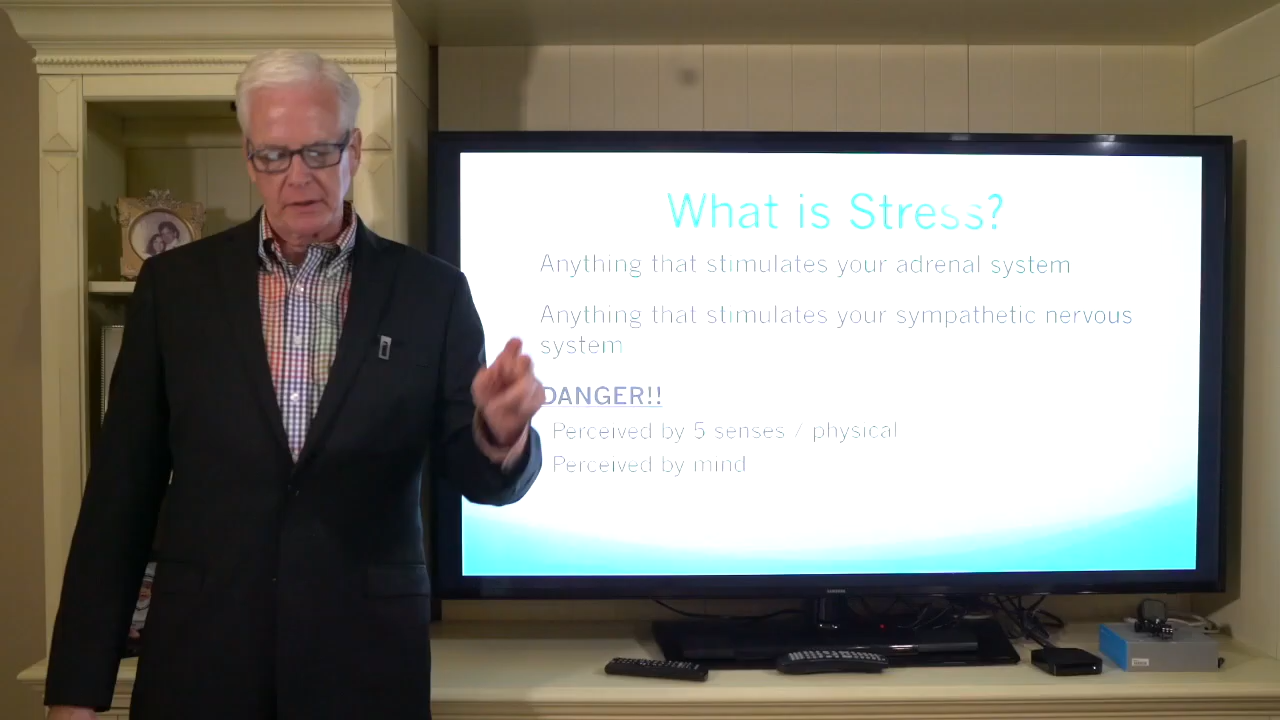 What is Stress?
Anything that stimulates your adrenal system
Anything that stimulates your sympathetic nervous
system
DANGER!!
Perceived by 5 senses / physical
Perceived by mind
SAMSUNG